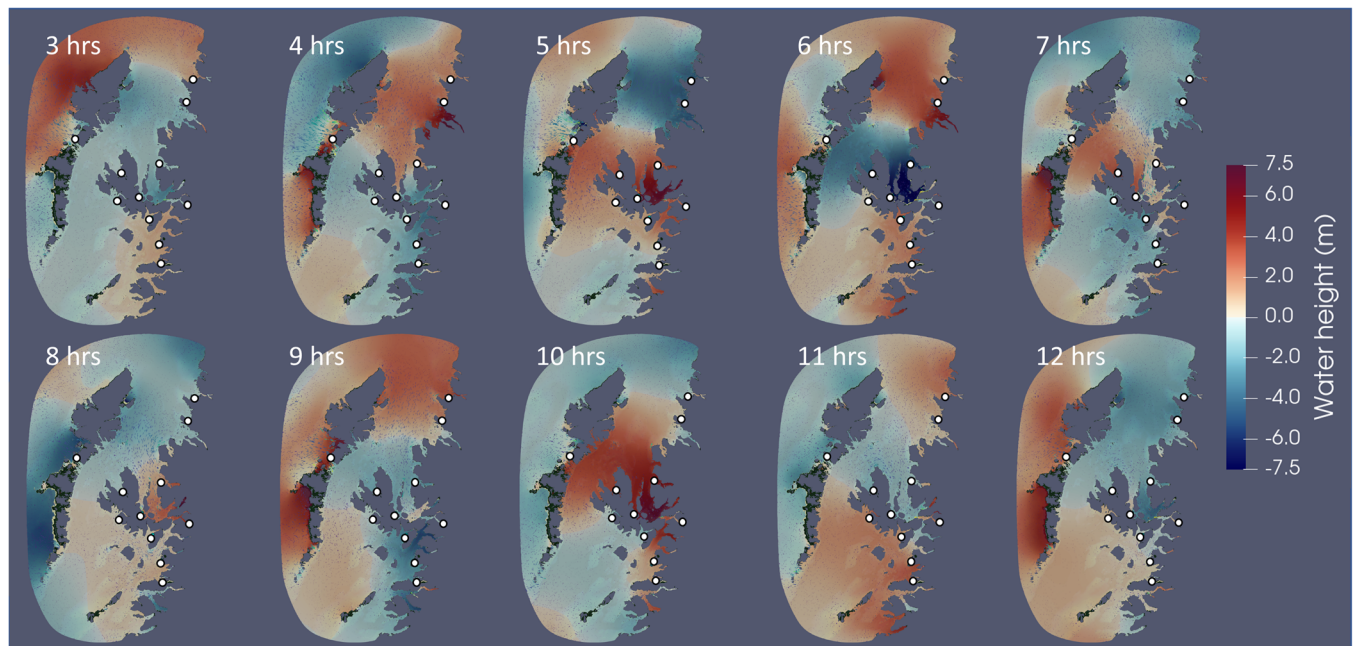 3 hrs
4 hrs
5 hrs
6 hrs
7 hrs
8 hrs
9 hrs
10 hrs
11 hrs
12 hrs
7.5
6.0
4.0
2.0
0.0
-2.0
-4.0
-6.0
-7.5
Water height (m)